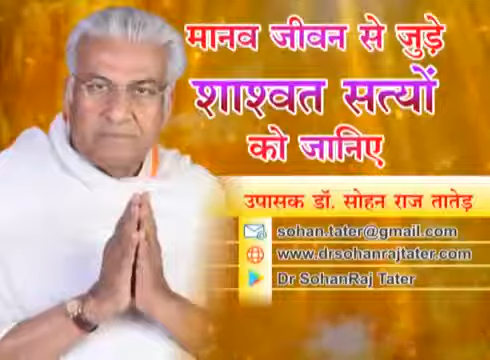 मानव जीवन से जुड़े
शाश्वत सत्यों
को जानिए
उपासक डॉ. सोहन राज तातेड़
sohan.tater@gmail.com
www.drsohanrajtater.com
Dr SohanRaj Tater